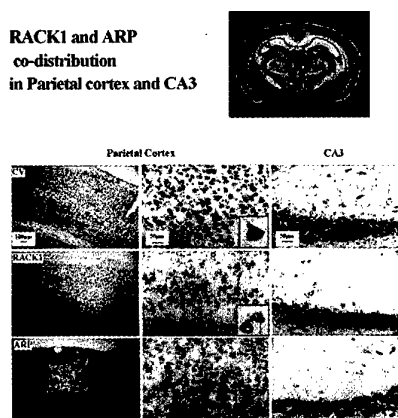 RACK1 and ARP
co-distribution
in Parietal cortex and CA3
Parietal Cortex
CA3
CV
RACK1
ARP